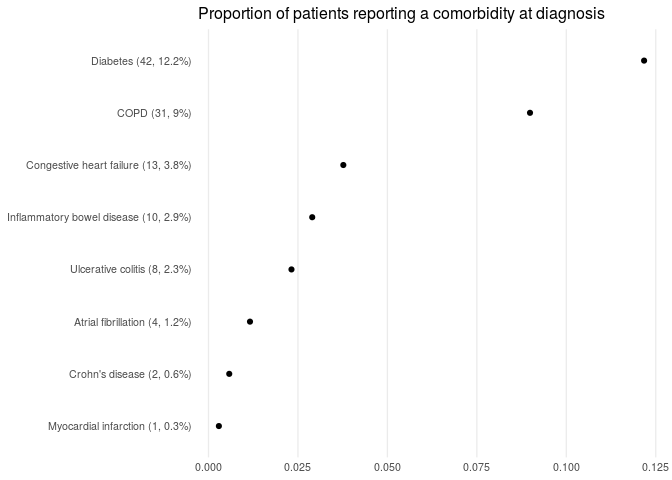 Proportion of patients reporting a comorbidity at diagnosis
Diabetes (42, 12.2%)
COPD (31, 9%)
Congestive heart failure (13, 3.8%)
Inflammatory bowel disease (10, 2.9%)
Ulcerative colitis (8, 2.3%)
Atrial fibrillation (4, 1.2%)
Crohn's disease (2, 0.6%)
Myocardial infarction (1, 0.3%)
0.000 0.025 0.050 0.075 0.100 0.125